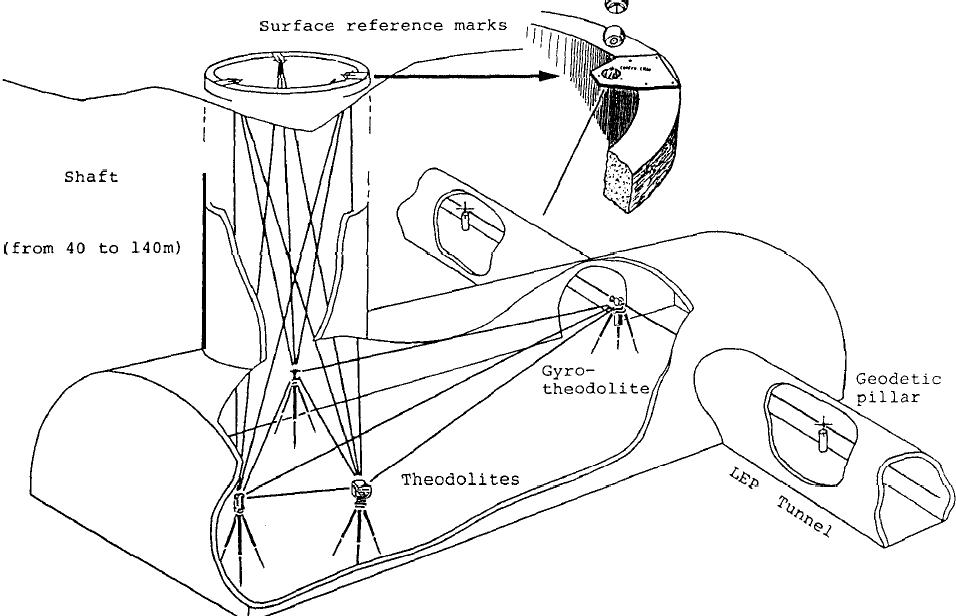 Surface reference marks
Shaft
(from 40 to 140m)
Gyro-
theodolite
Geodetic
pillar
Theodolites
LEP Tunnel